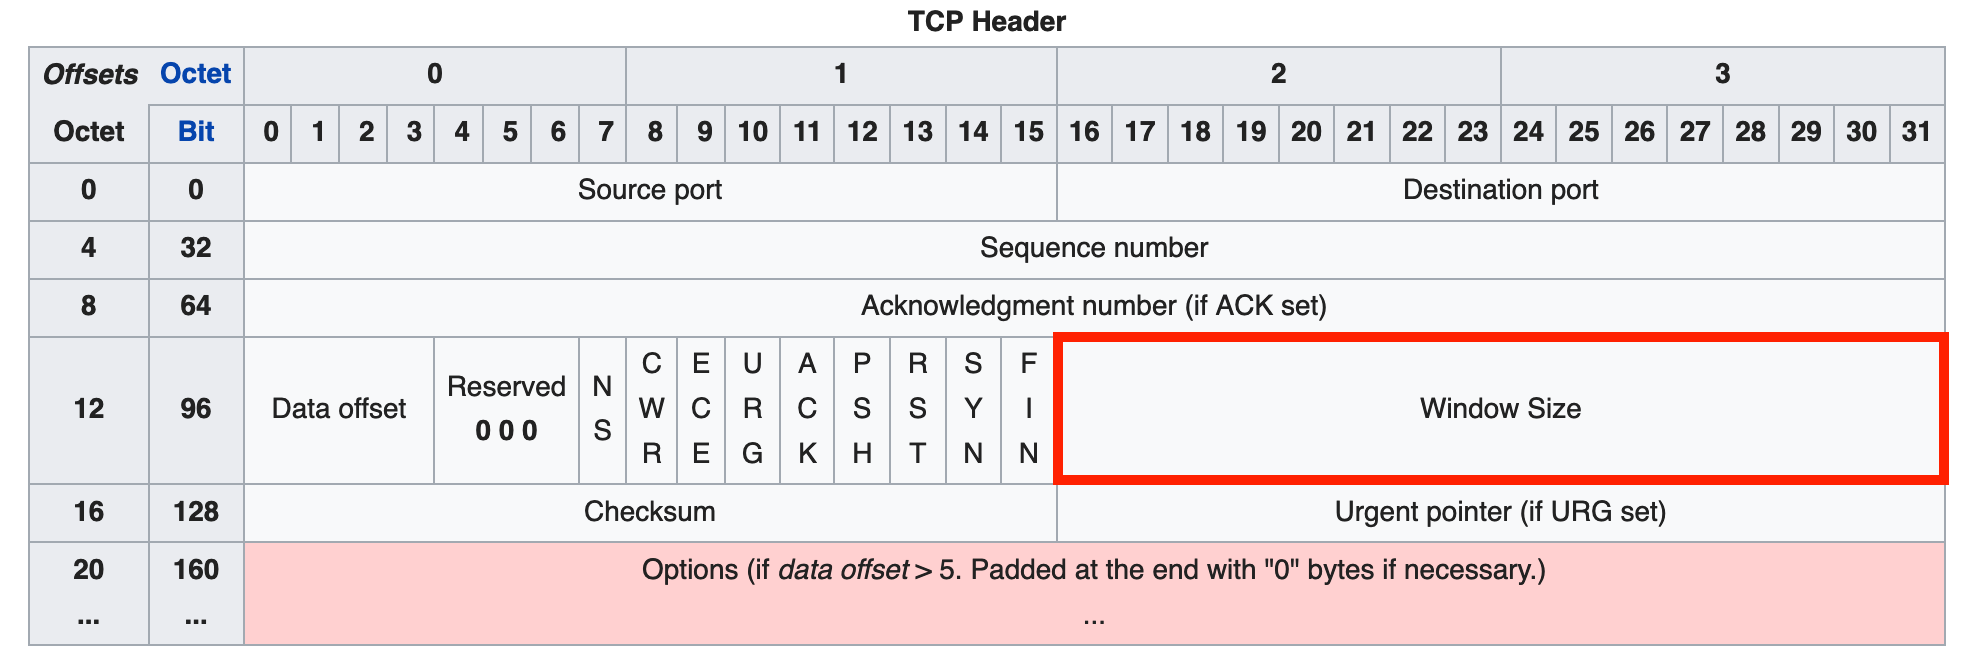 TCP Header
Offsets Octet 0 1 2 3
Octet Bit 0 1 2 3 4 5 6 7 8 9 10 11 12 13 14 15 16 17 18 19 20 21 22 23 24 25 26 27 28 29 30 31
0 0 Source port Destination port
4 32 Sequence number
8 64 Acknowledgment number (if ACK set)
12 96 Data offset Reserved 0 0 0 NS CWR ECE URG ACK PSH RST SYN FIN Window Size
16 128 Checksum Urgent pointer (if URG set)
20 160 Options (if data offset > 5. Padded at the end with "0" bytes if necessary.)
... ... ...